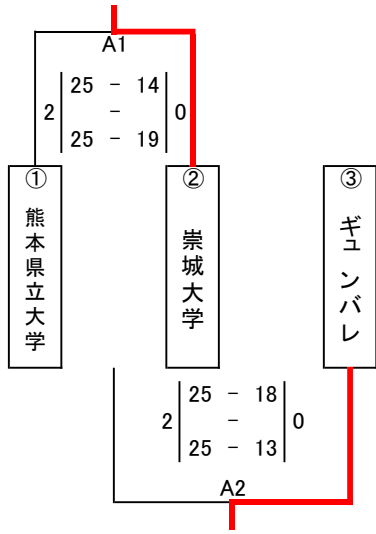 A1
25 - 14
2 - 0
25 - 19
① ② ③
熊本県立大学
崇城大学
ギュンバレ
25 - 18
2 - 0
25 - 13
A2